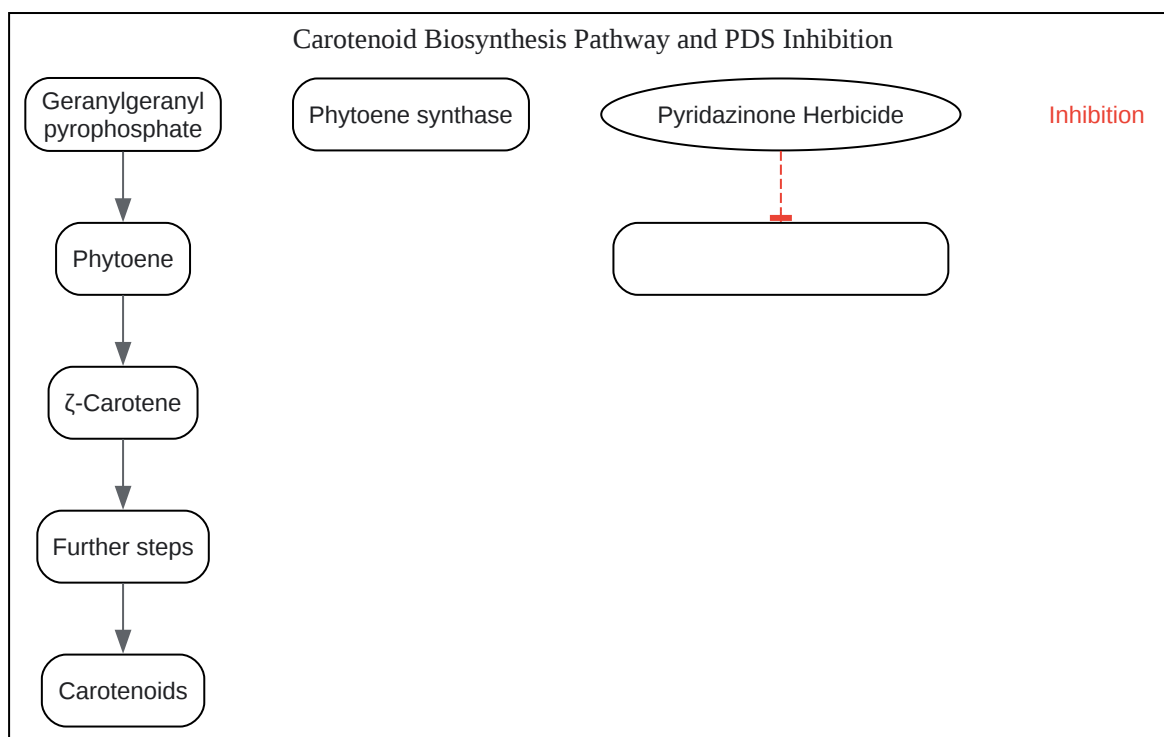 Carotenoid Biosynthesis Pathway and PDS Inhibition
Geranylgeranyl
pyrophosphate
Phytoene synthase
Pyridazinone Herbicide
Inhibition
Phytoene
ζ-Carotene
Further steps
Carotenoids